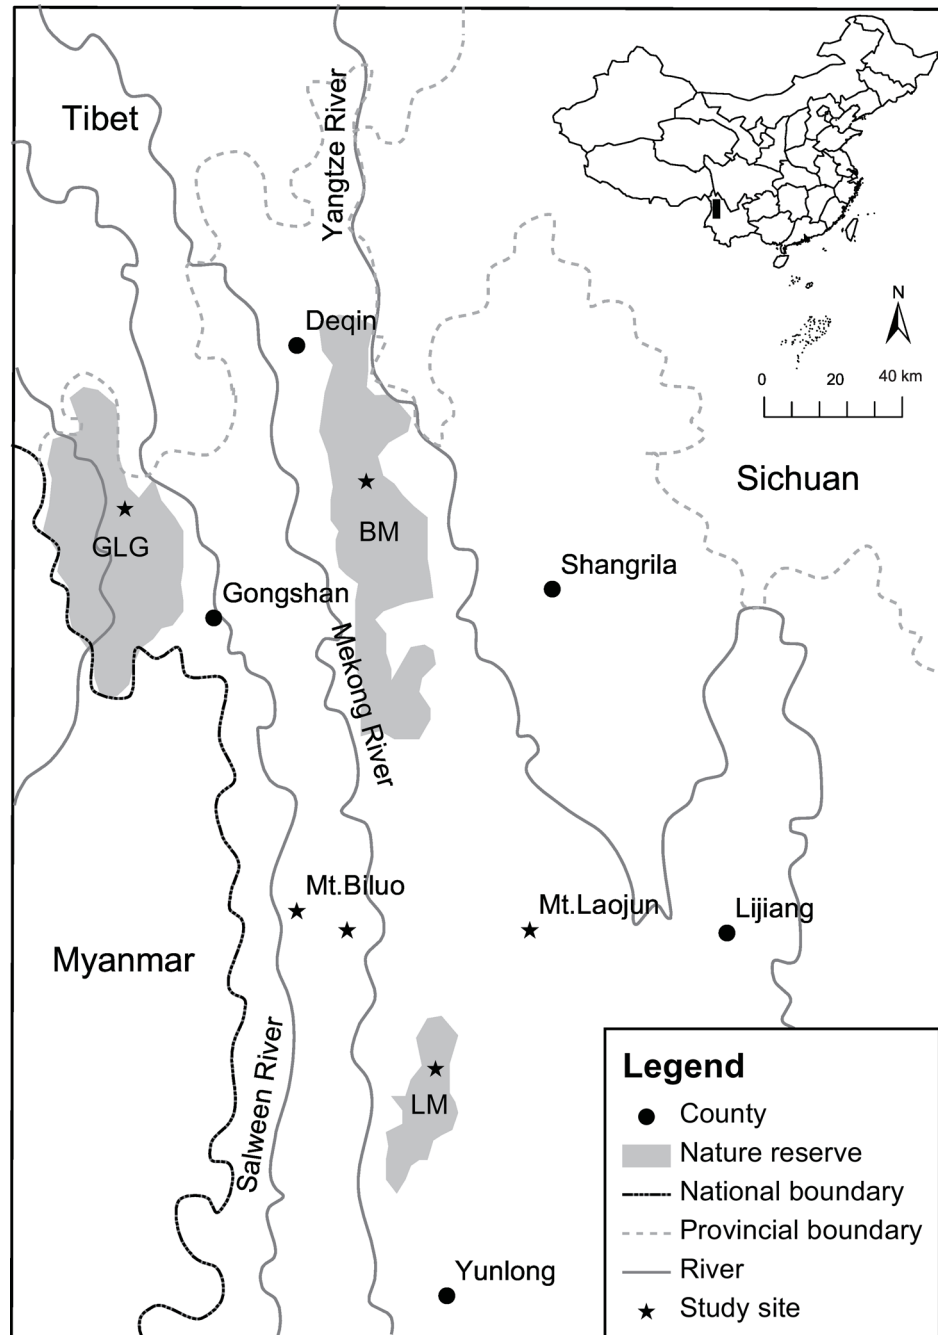 Tibet
Yangtze River
N
0 20 40 km
Deqin
Sichuan
BM
GLG
Shangrila
Gongshan
Mekong River
Mt.Biluo
Mt.Laojun
Lijiang
Myanmar
Salween River
LM
Yunlong
Legend
County
Nature reserve
National boundary
Provincial boundary
River
Study site